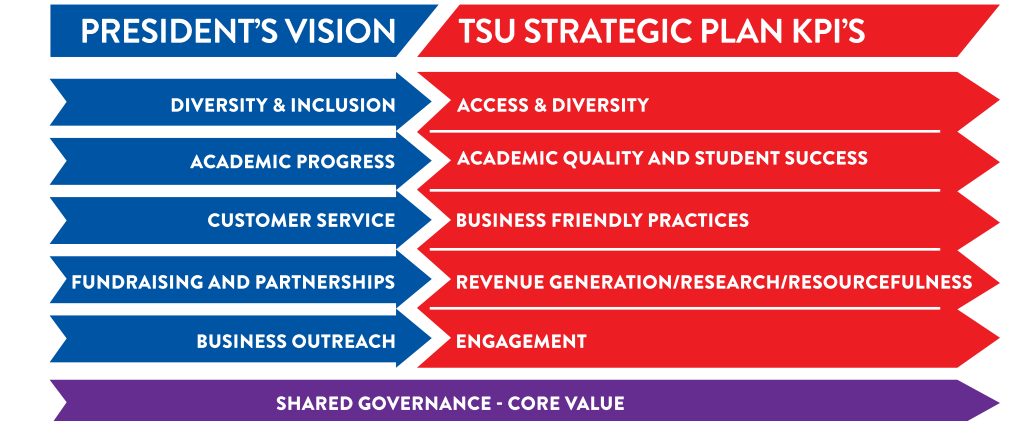 PRESIDENT'S VISION
TSU STRATEGIC PLAN KPI'S
DIVERSITY & INCLUSION
ACCESS & DIVERSITY
ACADEMIC PROGRESS
ACADEMIC QUALITY AND STUDENT SUCCESS
CUSTOMER SERVICE
BUSINESS FRIENDLY PRACTICES
FUNDRAISING AND PARTNERSHIPS
REVENUE GENERATION/RESEARCH/RESOURCEFULNESS
BUSINESS OUTREACH
ENGAGEMENT
SHARED GOVERNANCE - CORE VALUE